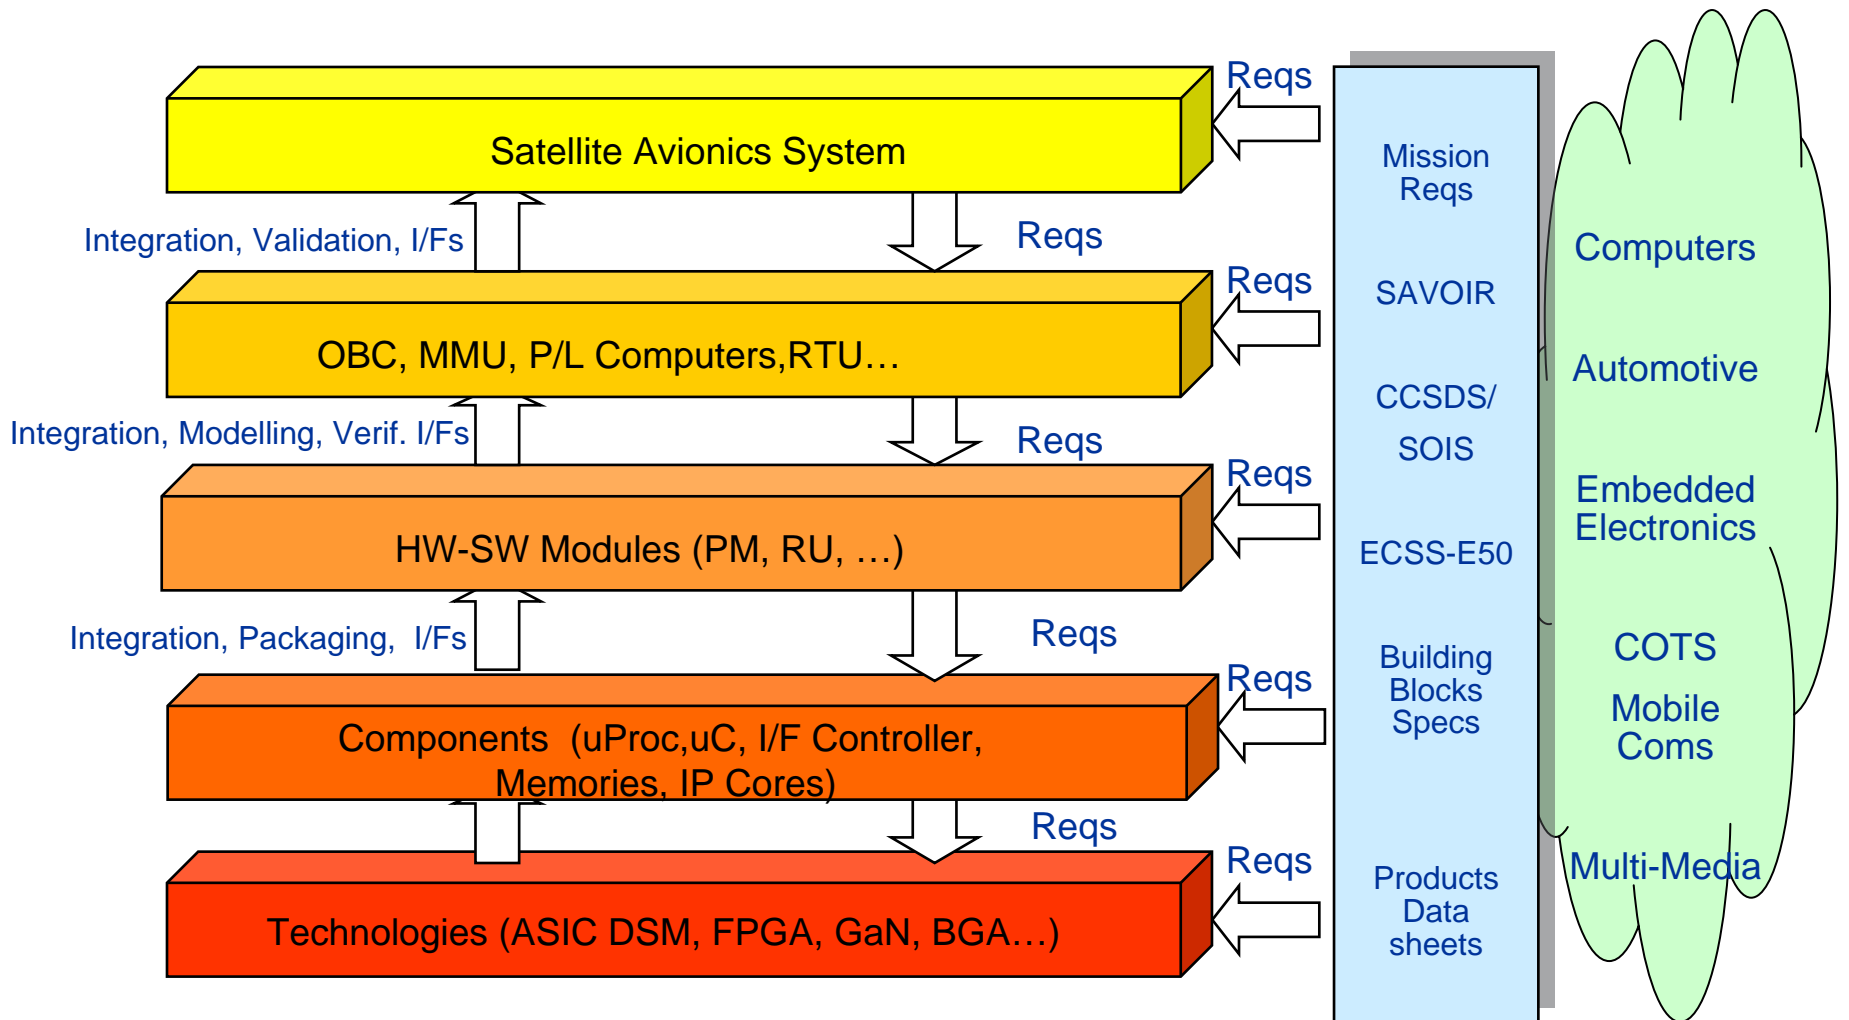 Satellite Avionics System
Integration, Validation, I/Fs
Reqs
OBC, MMU, P/L Computers,RTU…
Integration, Modelling, Verif. I/Fs
Reqs
HW-SW Modules (PM, RU, …)
Integration, Packaging,  I/Fs
Reqs
Components  (uProc,uC, I/F Controller,
Memories, IP Cores)
Reqs
Technologies (ASIC DSM, FPGA, GaN, BGA…)
Reqs
Reqs
Reqs
Reqs
Reqs
Mission
Reqs
SAVOIR
CCSDS/
SOIS
ECSS-E50
Building
Blocks
Specs
Products
Data
sheets
Computers
Automotive
Embedded
Electronics
COTS
Mobile
Coms
Multi-Media